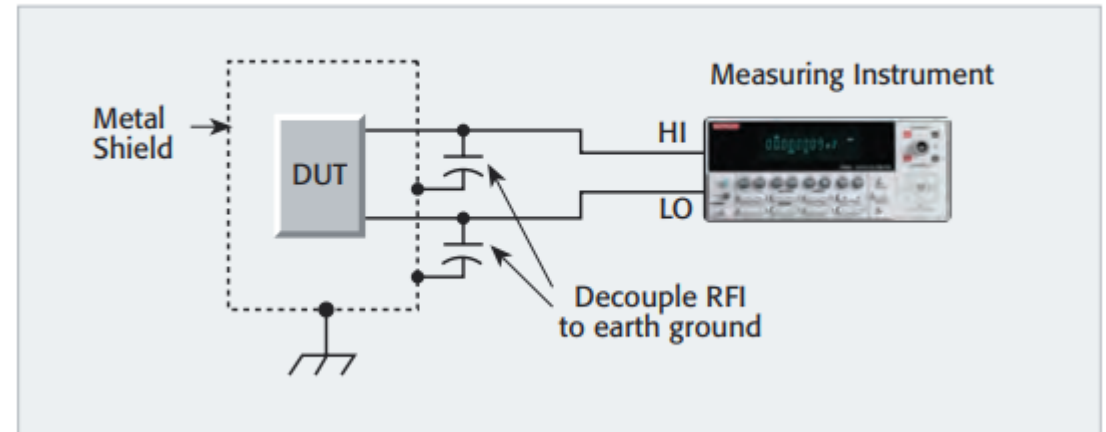 Measuring Instrument
Metal
Shield
DUT
HI
LO
Decouple RFI
to earth ground